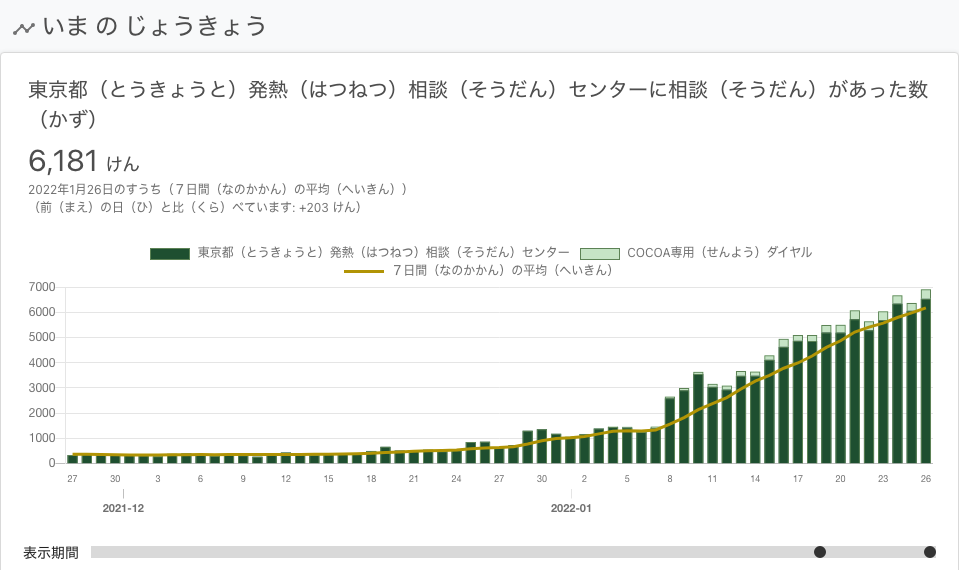 いま の じょうきょう
東京都（とうきょうと）発熱（はつねつ）相談（そうだん）センターに相談（そうだん）があった数
（かず）
6,181 けん
2022年1月26日のすうち（７日間（なのかかん）の平均（へいきん））
（前（まえ）の日（ひ）と比（くら）べています: +203 けん）
東京都（とうきょうと）発熱（はつねつ）相談（そうだん）センター COCOA専用（せんよう）ダイヤル
７日間（なのかかん）の平均（へいきん）
7000
6000
5000
4000
3000
2000
1000
0
27 30 3 6 9 12 15 18 21 24 27 30 2 5 8 11 14 17 20 23 26
2021-12 2022-01
表示期間